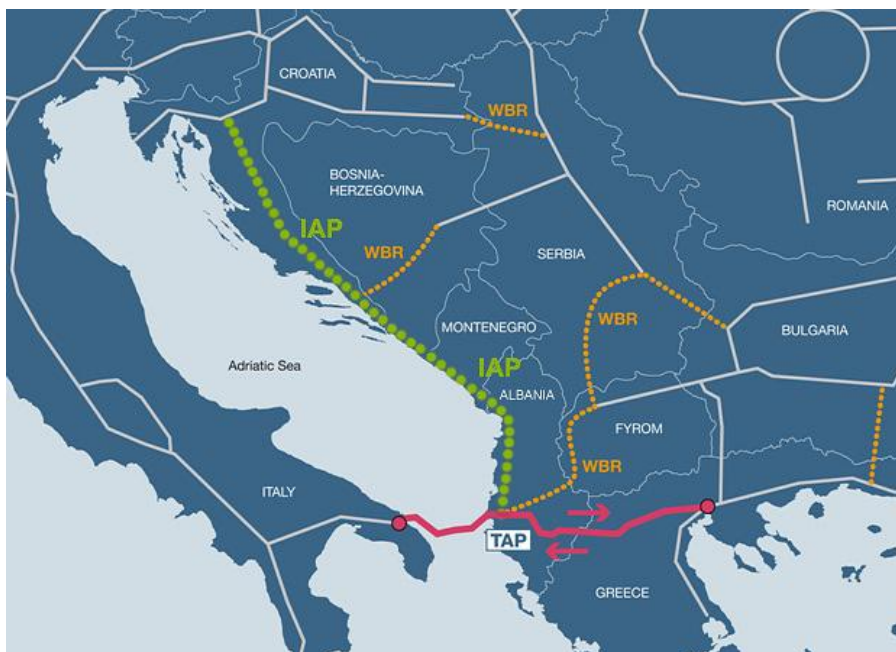 CROATIA
WBR
BOSNIA-
HERZEGOVINA
ROMANIA
IAP
WBR
SERBIA
WBR
MONTENEGRO
BULGARIA
Adriatic Sea
IAP
ALBANIA
FYROM
WBR
ITALY
TAP
GREECE